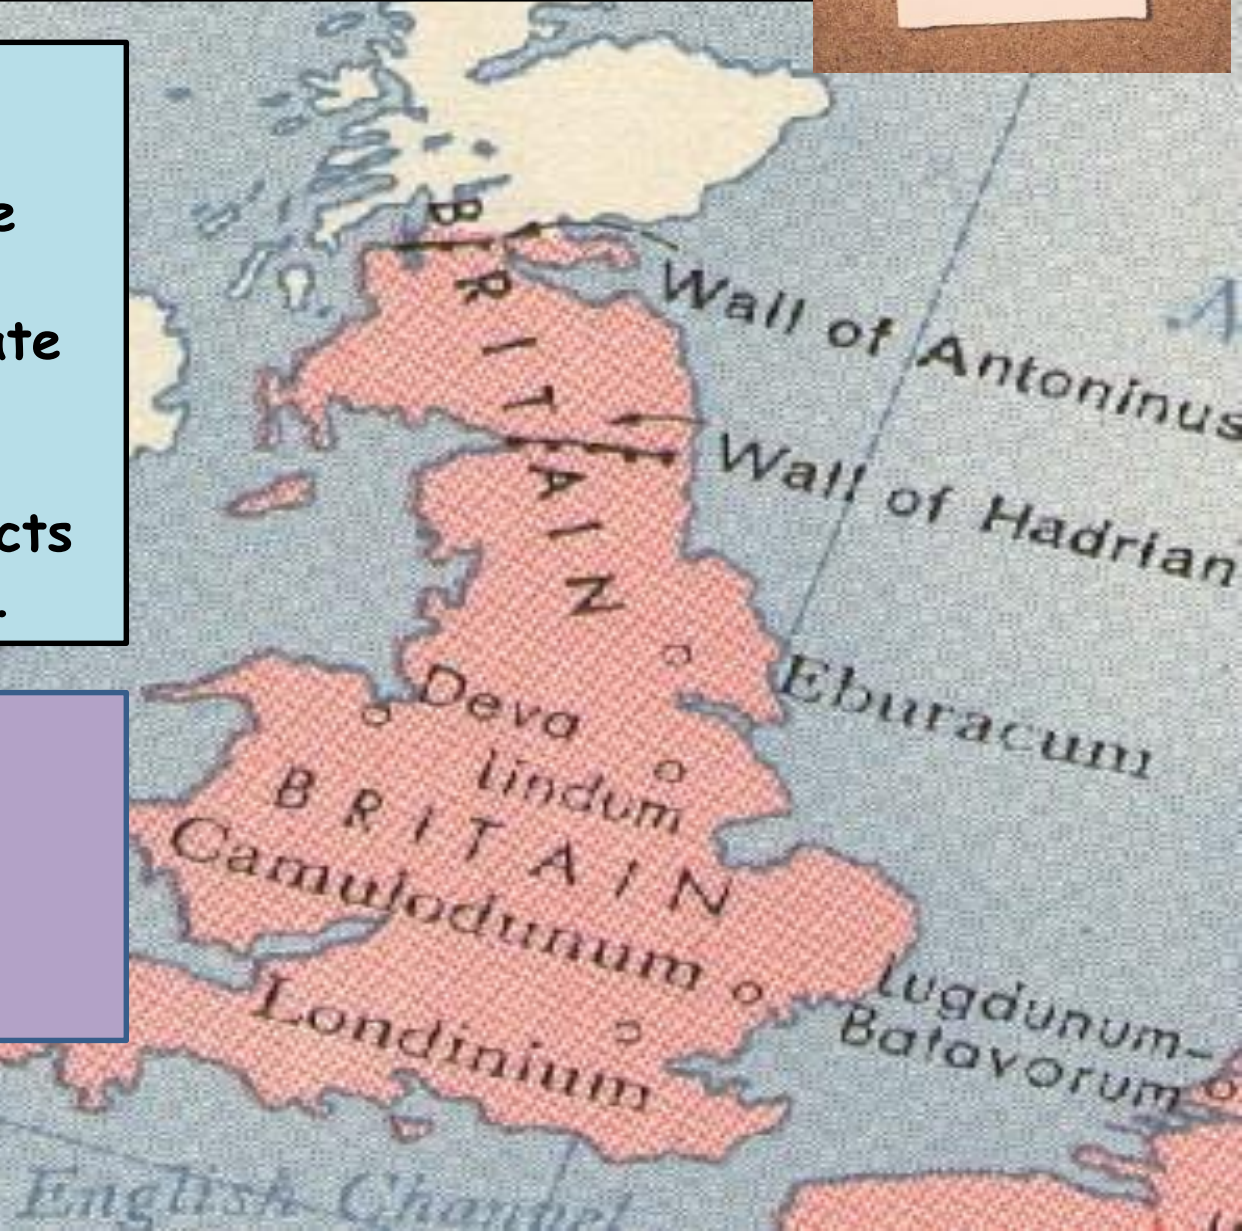 BRITAIN
Wall of Antoninus
Wall of Hadrian
Eburacum
Deva
Lindum
BRITAIN
Camulodunum
Londinium
Lugdunum-
Batavorum
English Channel